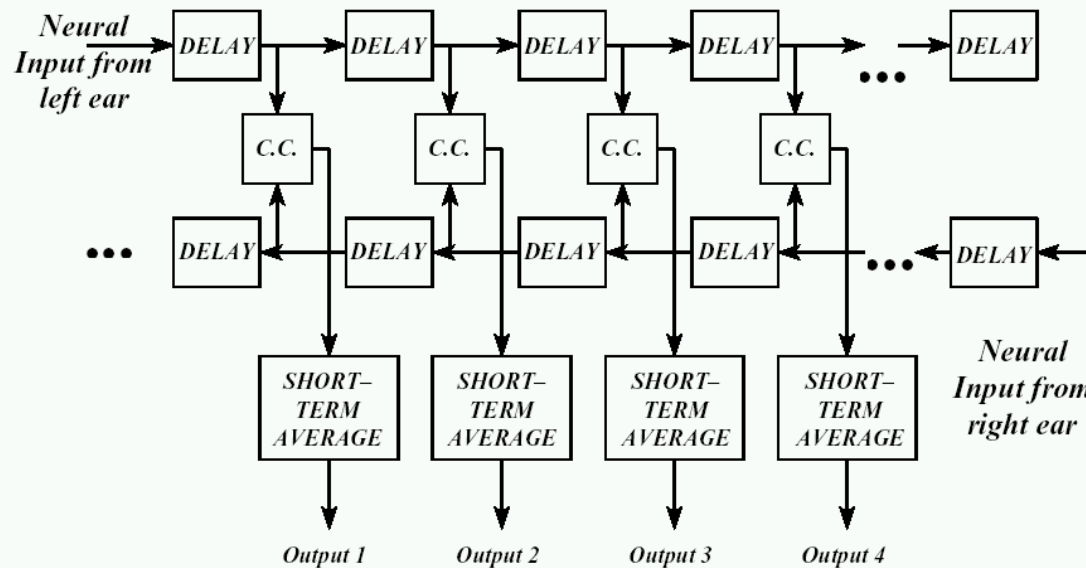 Neural
Input from
left ear
DELAY
DELAY
DELAY
DELAY
•••
DELAY
C.C.
C.C.
C.C.
C.C.
•••
DELAY
DELAY
DELAY
DELAY
•••
DELAY
Neural
Input from
right ear
SHORT–
TERM
AVERAGE
SHORT–
TERM
AVERAGE
SHORT–
TERM
AVERAGE
SHORT–
TERM
AVERAGE
Output 1
Output 2
Output 3
Output 4